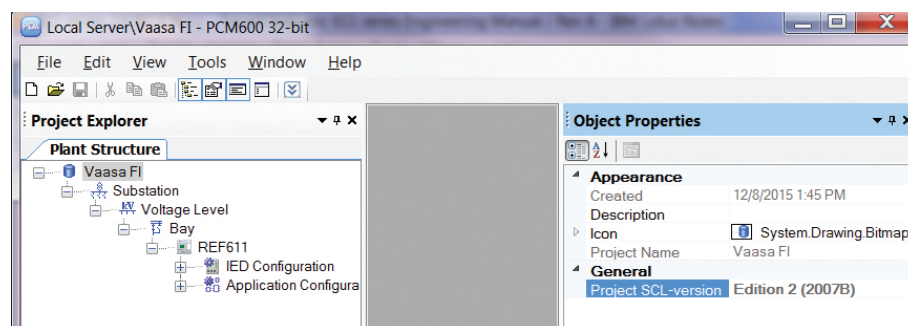 Local Server\Vaasa FI - PCM600 32-bit
File Edit View Tools Window Help
Project Explorer
Plant Structure
Vaasa FI
Substation
Voltage Level
Bay
REF611
IED Configuration
Application Configura
Object Properties
Appearance
Created 12/8/2015 1:45 PM
Description
Icon System.Drawing.Bitmap
Project Name Vaasa FI
General
Project SCL-version Edition 2 (2007B)